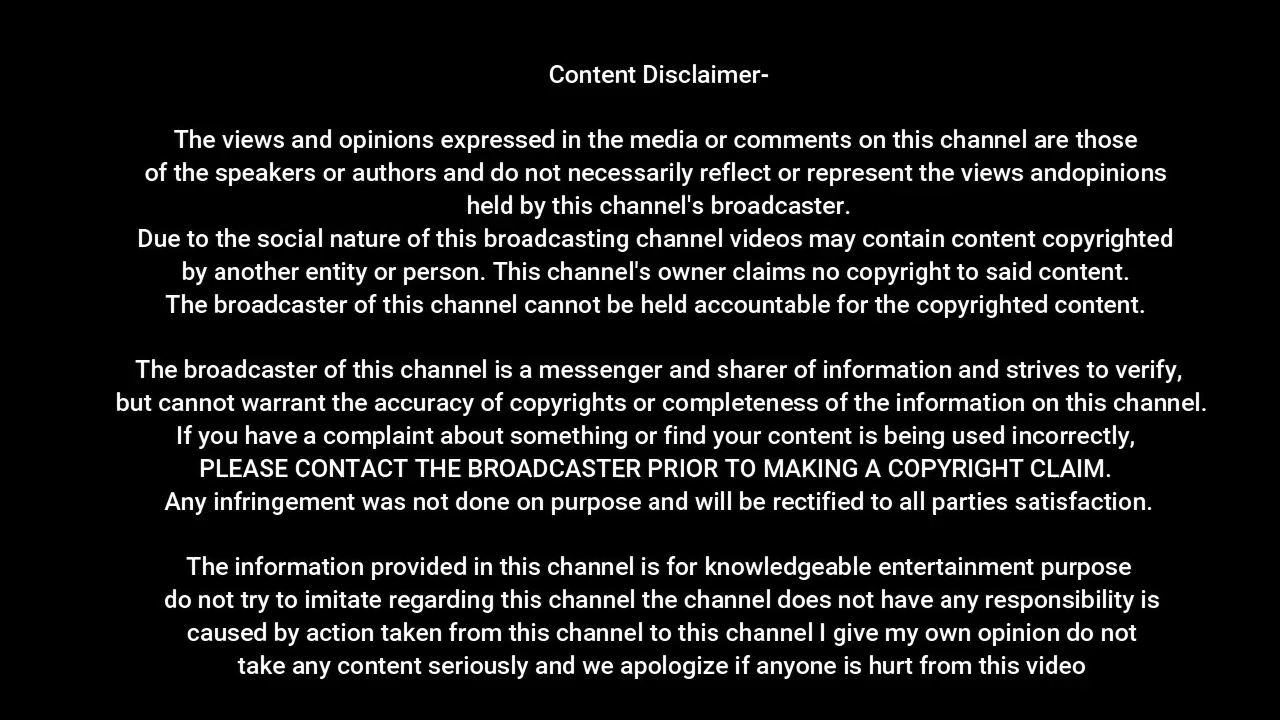 Content Disclaimer-
The views and opinions expressed in the media or comments on this channel are those
of the speakers or authors and do not necessarily reflect or represent the views andopinions
held by this channel's broadcaster.
Due to the social nature of this broadcasting channel videos may contain content copyrighted
by another entity or person. This channel's owner claims no copyright to said content.
The broadcaster of this channel cannot be held accountable for the copyrighted content.
The broadcaster of this channel is a messenger and sharer of information and strives to verify,
but cannot warrant the accuracy of copyrights or completeness of the information on this channel.
If you have a complaint about something or find your content is being used incorrectly,
PLEASE CONTACT THE BROADCASTER PRIOR TO MAKING A COPYRIGHT CLAIM.
Any infringement was not done on purpose and will be rectified to all parties satisfaction.
The information provided in this channel is for knowledgeable entertainment purpose
do not try to imitate regarding this channel the channel does not have any responsibility is
caused by action taken from this channel to this channel I give my own opinion do not
take any content seriously and we apologize if anyone is hurt from this video